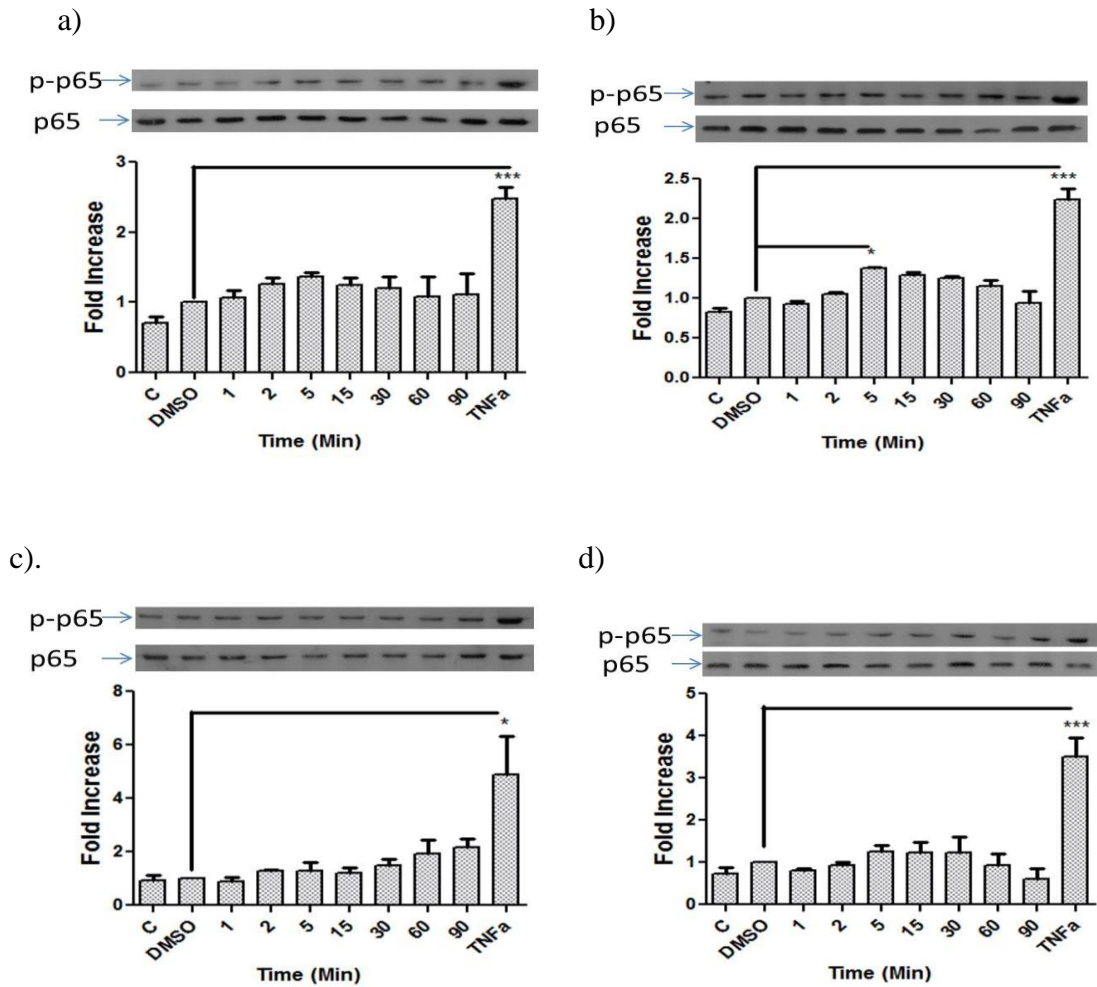 a)
p-p65
p65
3
2
1
0
Fold Increase
***
C
DMSO
1
2
5
15
30
60
90
TNFa
Time (Min)
b)
p-p65
p65
2.5
2.0
1.5
1.0
0.5
0.0
Fold Increase
*
***
C
DMSO
1
2
5
15
30
60
90
TNFa
Time (Min)
c).
p-p65
p65
8
6
4
2
0
Fold Increase
*
C
DMSO
1
2
5
15
30
60
90
TNFa
Time (Min)
d)
p-p65
p65
5
4
3
2
1
0
Fold Increase
***
C
DMSO
1
2
5
15
30
60
90
TNFa
Time (Min)